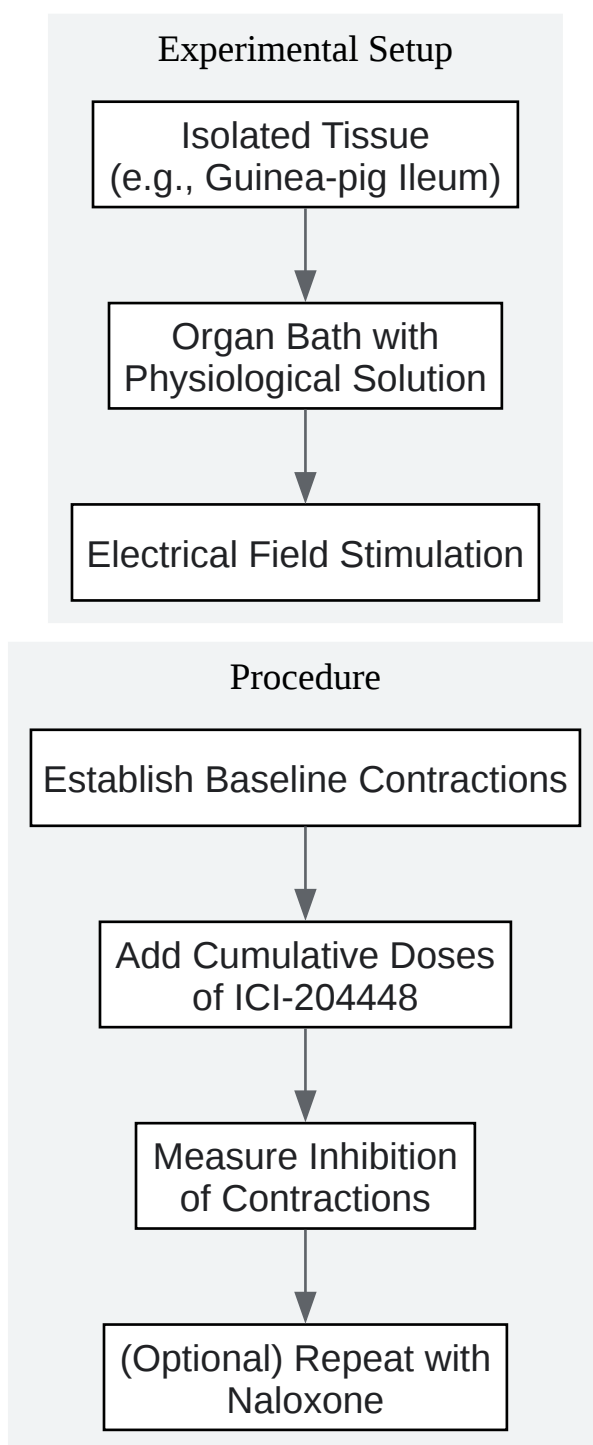 Experimental Setup
Isolated Tissue
(e.g., Guinea-pig Ileum)
Organ Bath with
Physiological Solution
Electrical Field Stimulation
Procedure
Establish Baseline Contractions
Add Cumulative Doses
of ICI-204448
Measure Inhibition
of Contractions
(Optional) Repeat with
Naloxone